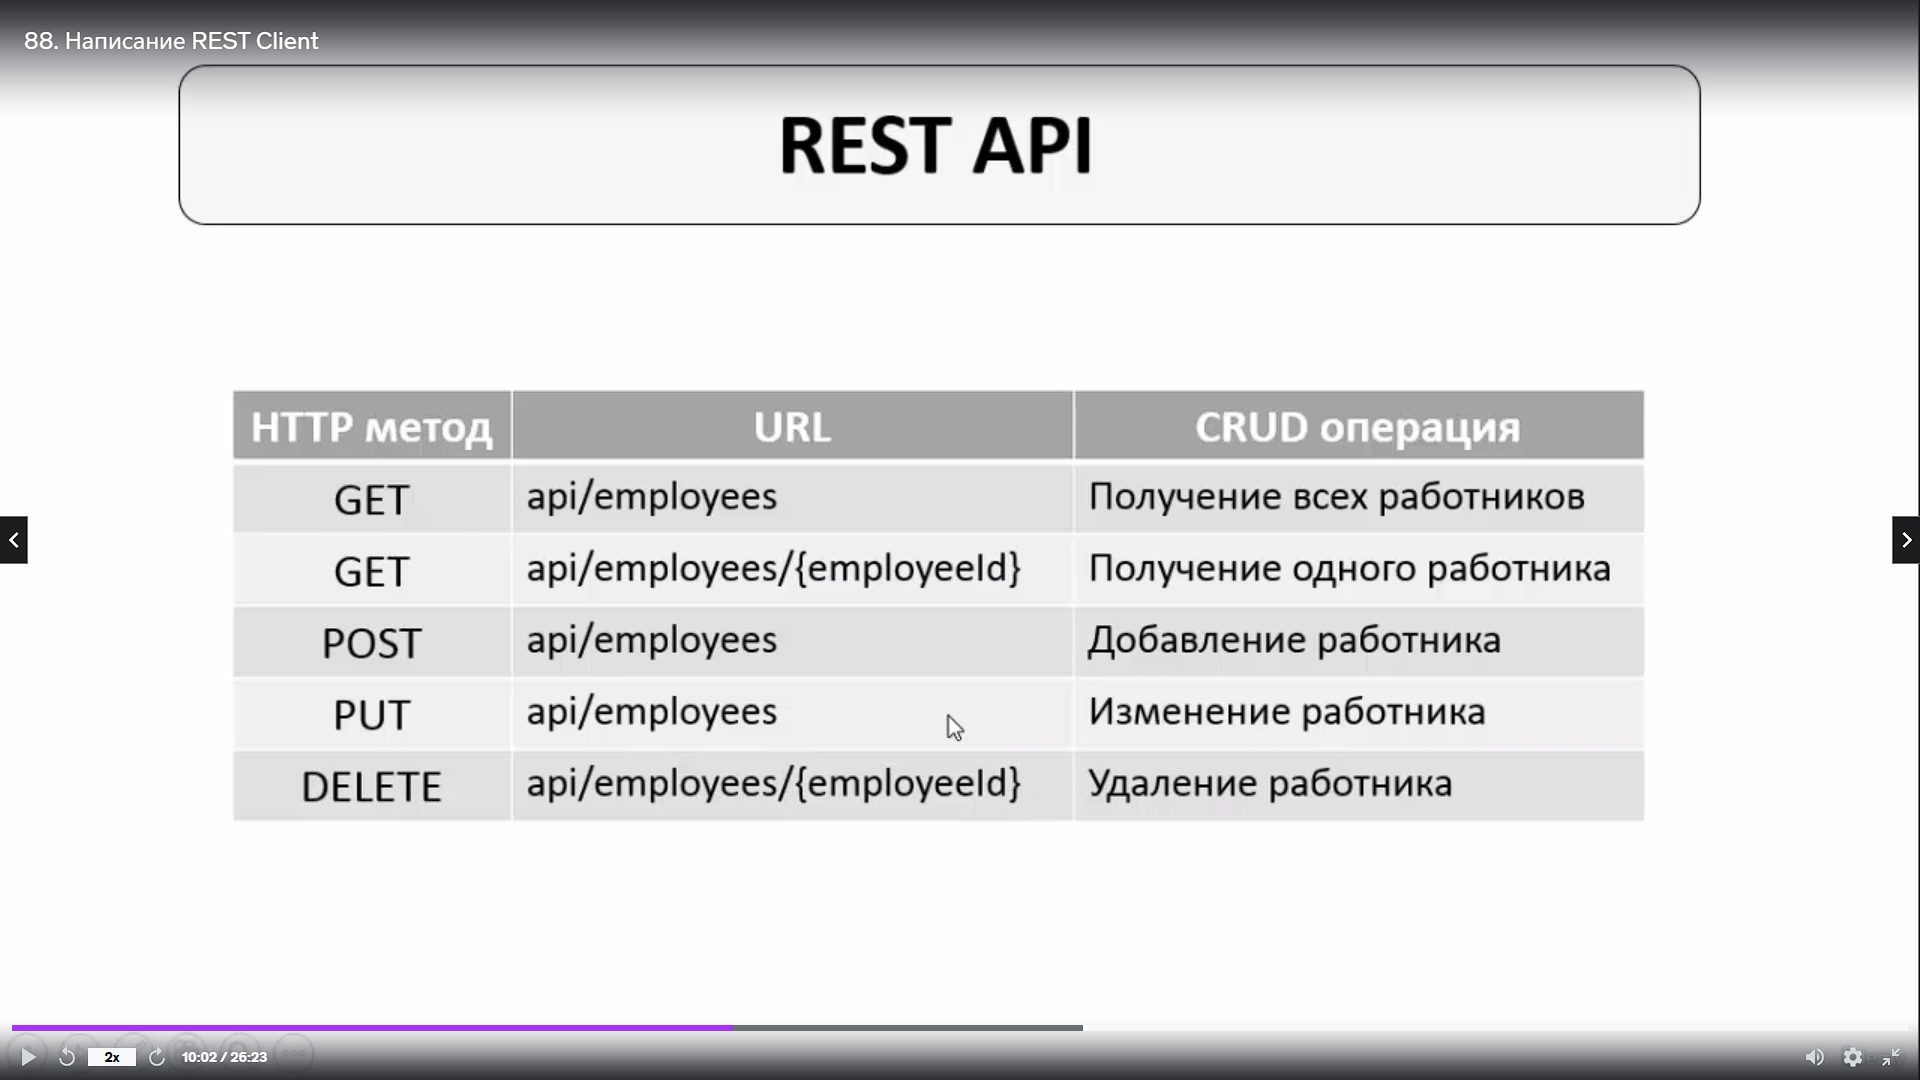 88. Написание REST Client
REST API
HTTP метод URL CRUD операция
GET api/employees Получение всех работников
GET api/employees/{employeeId} Получение одного работника
POST api/employees Добавление работника
PUT api/employees Изменение работника
DELETE api/employees/{employeeId} Удаление работника
2x 10:02 / 26:23